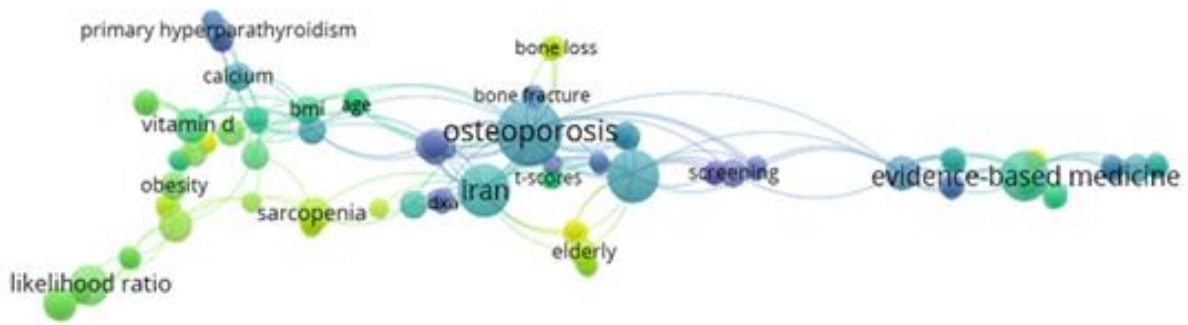 primary hyperparathyroidism
bone loss
calcium
bone fracture
bmi
age
vitamin d
osteoporosis
screening
evidence-based medicine
t-scores
obesity
iran
dxa
sarcopenia
elderly
likelihood ratio